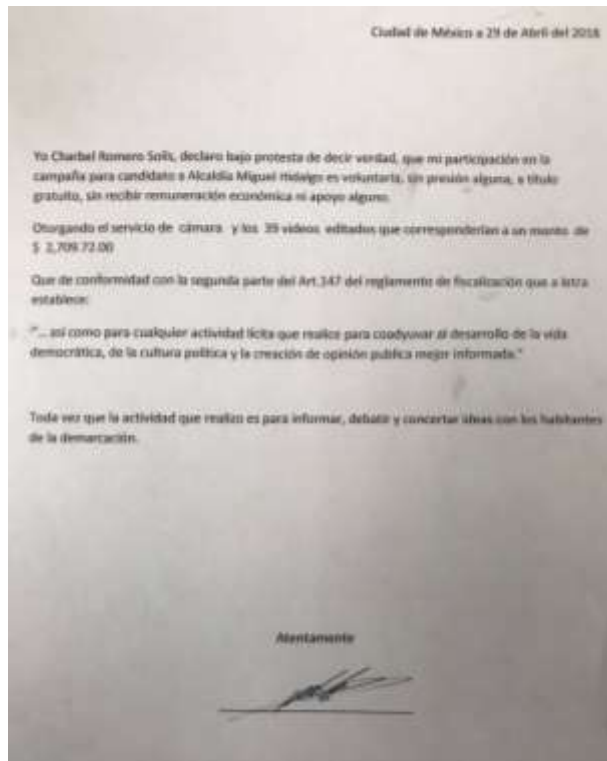 Ciudad de México a 29 de Abril del 2018
Yo Charbel Romero Solís, declaro bajo protesta de decir verdad, que mi participación en la
campaña para candidato a Alcaldía Miguel Hidalgo es voluntaria, sin presión alguna, a título
gratuito, sin recibir remuneración económica ni apoyo alguno.
Otorgando el servicio de cámara y los 39 videos editados que corresponderían a un monto de
$ 2,709.72.00
Que de conformidad con la segunda parte del Art.147 del reglamento de fiscalización que a letra
establece:
"... así como para cualquier actividad lícita que realice para coadyuvar al desarrollo de la vida
democrática, de la cultura política y la creación de opinión publica mejor informada."
Toda vez que la actividad que realizo es para informar, debatir y concertar ideas con los habitantes
de la demarcación.
Atentamente